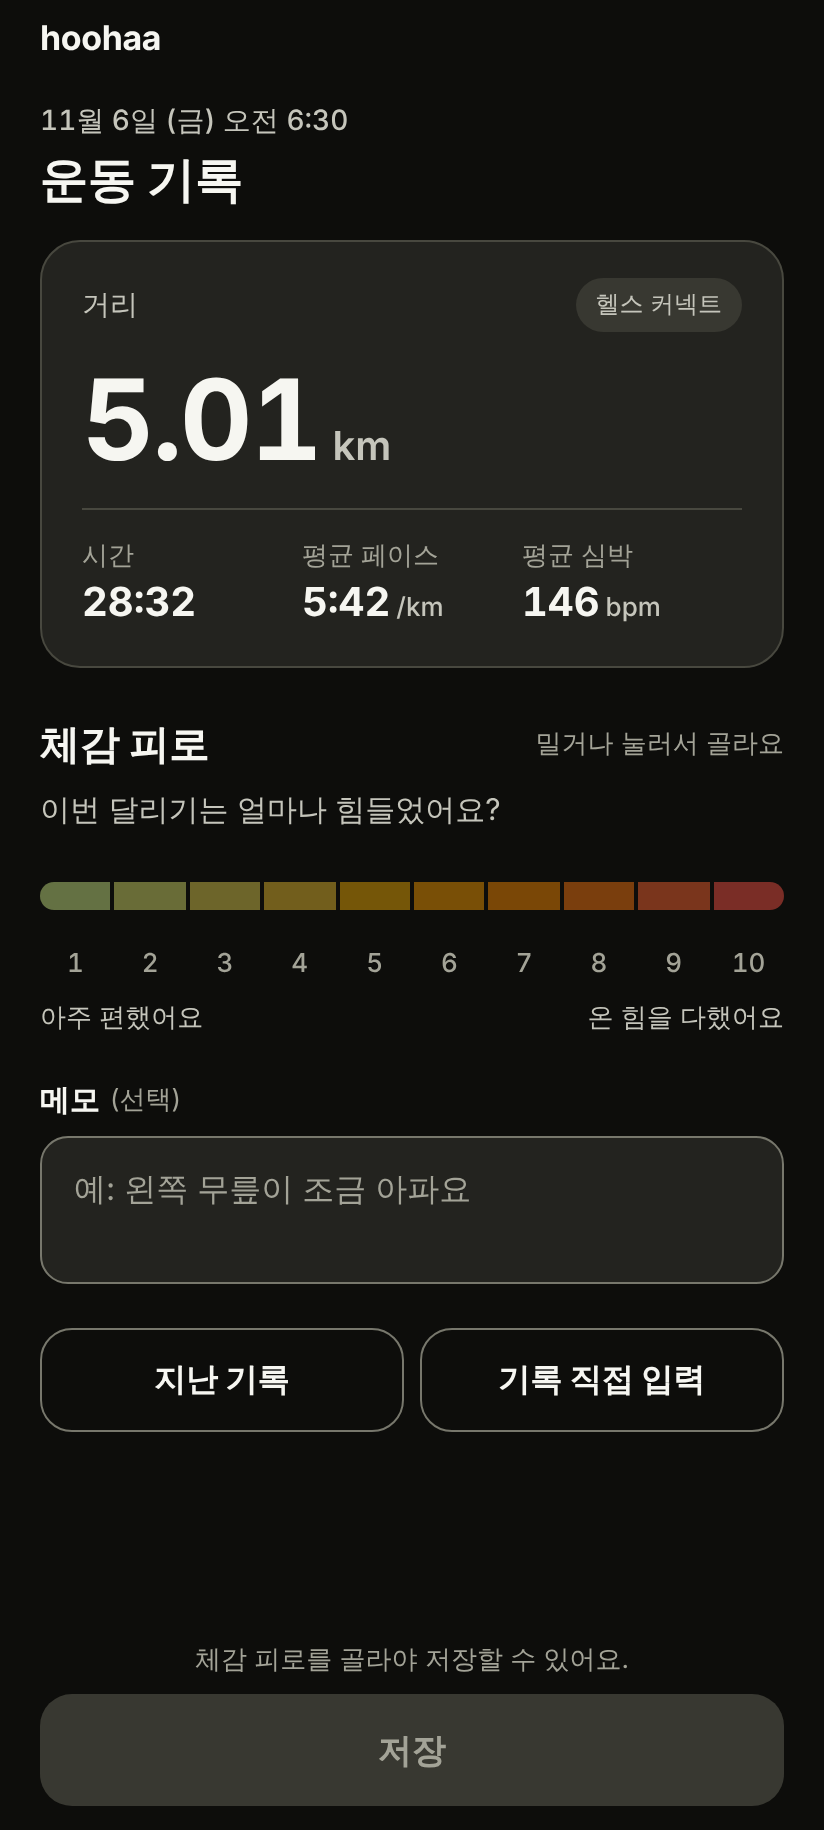 hoohaa
11월 6일 (금) 오전 6:30
운동 기록
거리
헬스 커넥트
5.01 km
시간 평균 페이스 평균 심박
28:32 5:42 /km 146 bpm
체감 피로 밀거나 눌러서 골라요
이번 달리기는 얼마나 힘들었어요?
1 2 3 4 5 6 7 8 9 10
아주 편했어요 온 힘을 다했어요
메모 (선택)
예: 왼쪽 무릎이 조금 아파요
지난 기록 기록 직접 입력
체감 피로를 골라야 저장할 수 있어요.
저장